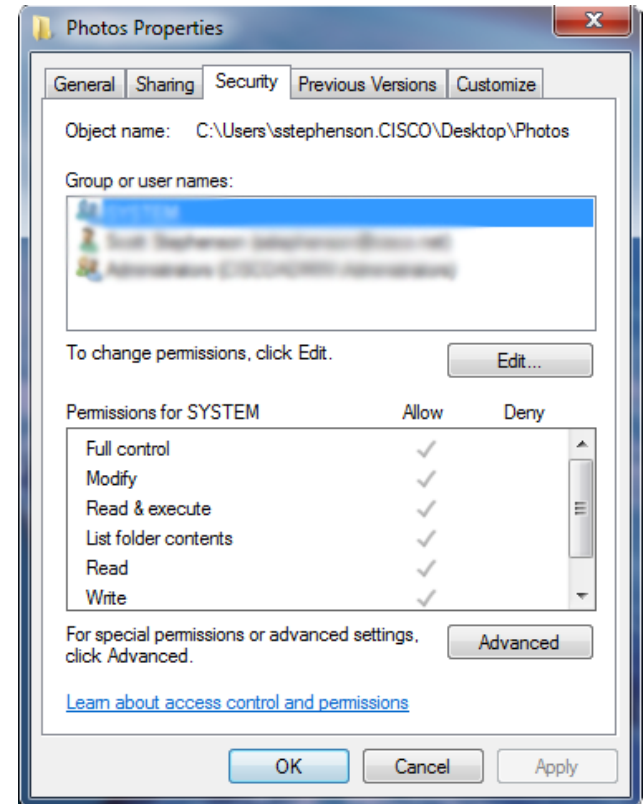 Photos Properties
General Sharing Security Previous Versions Customize
Object name: C:\Users\sstephenson.CISCO\Desktop\Photos
Group or user names:
SYSTEM
To change permissions, click Edit.
Edit...
Permissions for SYSTEM Allow Deny
Full control
Modify
Read & execute
List folder contents
Read
Write
For special permissions or advanced settings,
click Advanced.
Advanced
Learn about access control and permissions
OK Cancel Apply